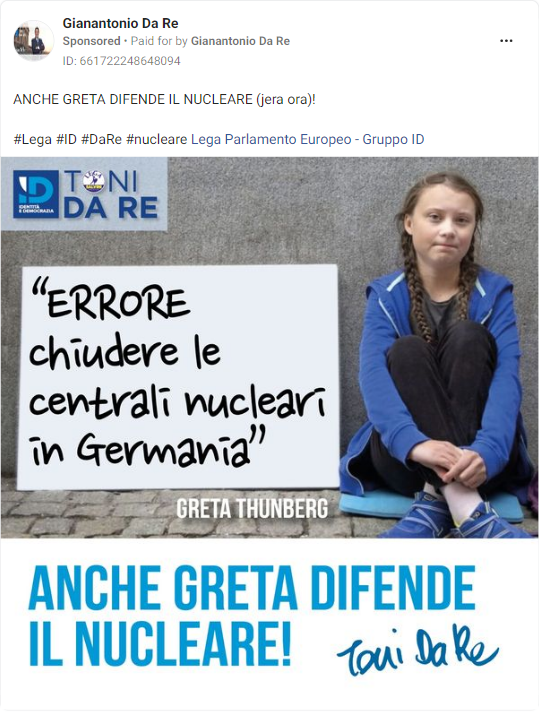 Gianantonio Da Re
Sponsored • Paid for by Gianantonio Da Re
ID: 661722248648094
ANCHE GRETA DIFENDE IL NUCLEARE (jera ora)!
#Lega #ID #DaRe #nucleare Lega Parlamento Europeo - Gruppo ID
ID
IDENTITÀ
E DEMOCRAZIA
TONI
DA RE
“ERRORE
chiudere le
centrali nucleari
in Germania”
GRETA THUNBERG
ANCHE GRETA DIFENDE
IL NUCLEARE!
Toni Da Re